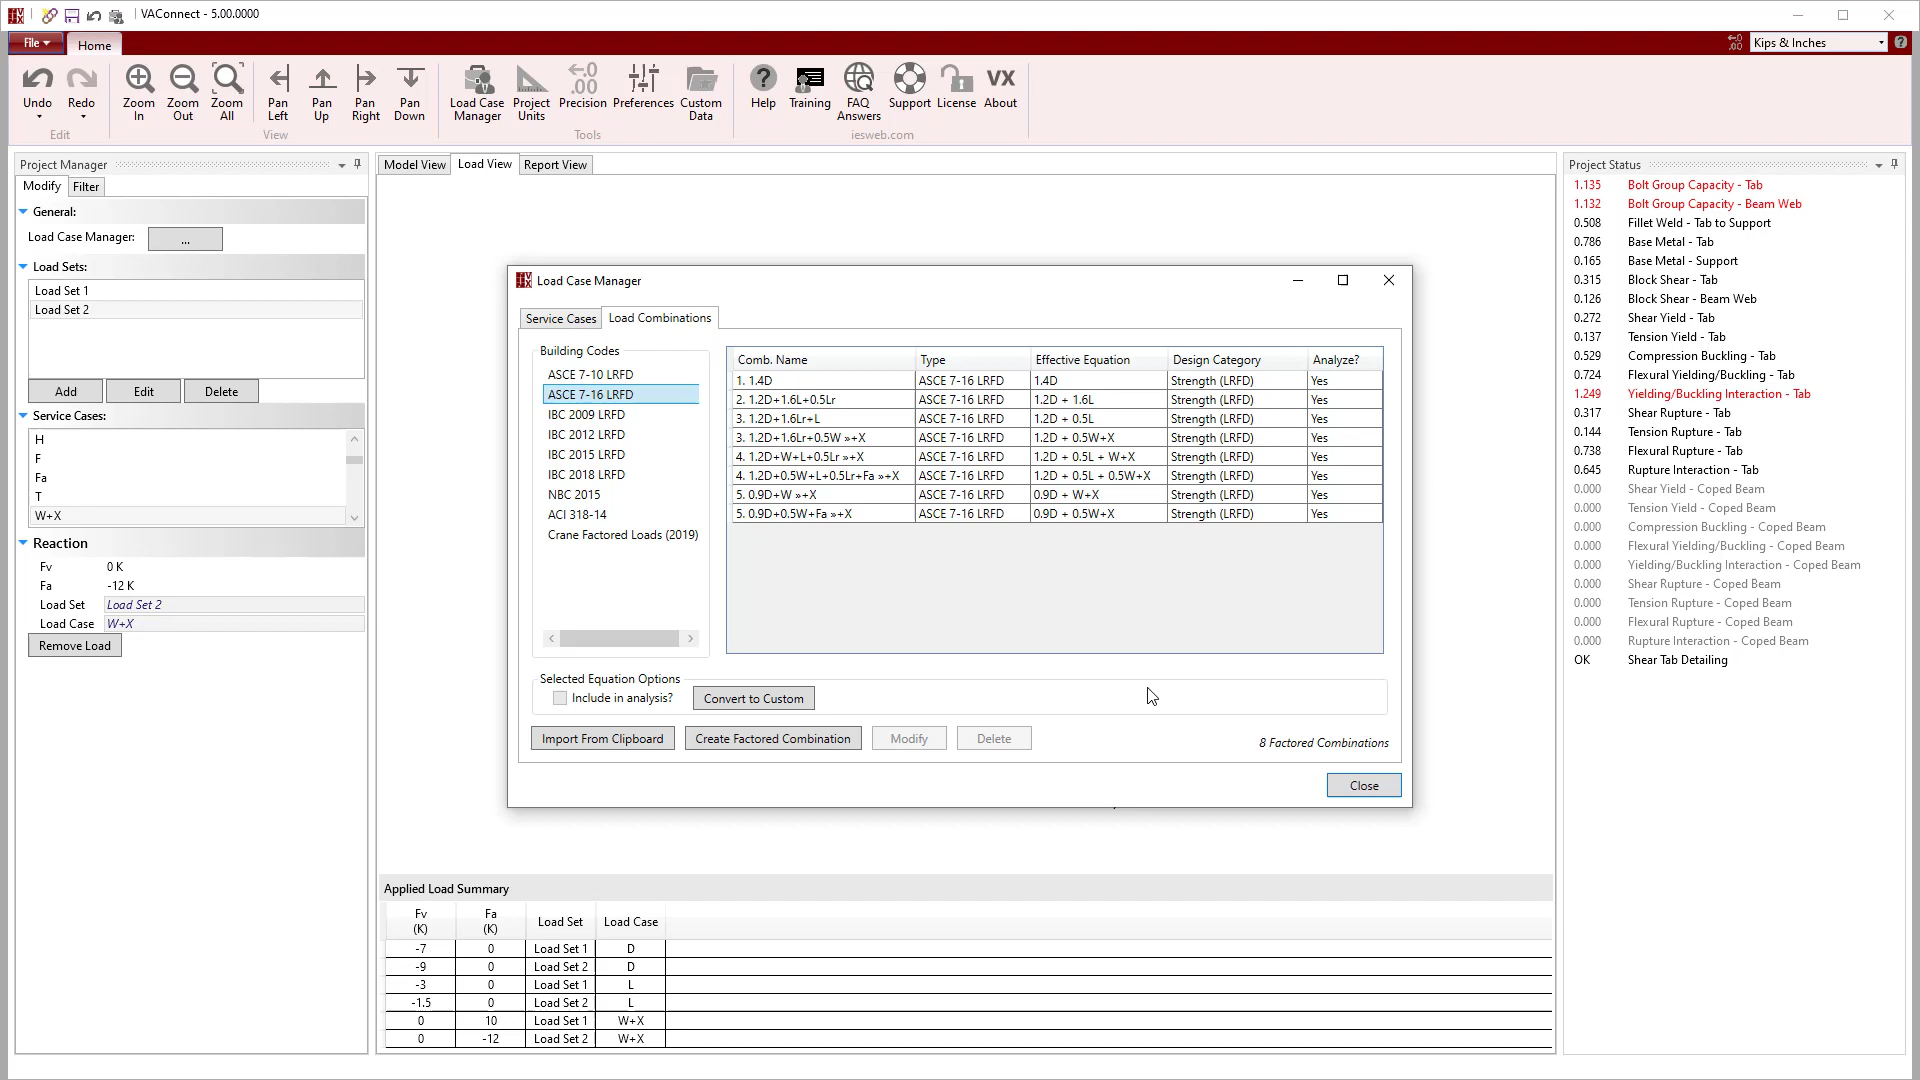 VAConnect - 5.00.0000
File Home Kips & Inches
Undo Redo Zoom In Zoom Out Zoom All Pan Left Pan Up Pan Right Pan Down Load Case Manager Project Units Precision Preferences Custom Data Help Training FAQ Answers Support License About
Edit View Tools iesweb.com
Project Manager
Modify Filter
General:
Load Case Manager: ...
Load Sets:
Load Set 1
Load Set 2
Add Edit Delete
Service Cases:
H
F
Fa
T
W+X
Reaction
Fv 0 K
Fa -12 K
Load Set Load Set 2
Load Case W+X
Remove Load
Model View Load View Report View
Load Case Manager
Service Cases Load Combinations
Building Codes
ASCE 7-10 LRFD
ASCE 7-16 LRFD
IBC 2009 LRFD
IBC 2012 LRFD
IBC 2015 LRFD
IBC 2018 LRFD
NBC 2015
ACI 318-14
Crane Factored Loads (2019)
Comb. Name Type Effective Equation Design Category Analyze?
1. 1.4D ASCE 7-16 LRFD 1.4D Strength (LRFD) Yes
2. 1.2D+1.6L+0.5Lr ASCE 7-16 LRFD 1.2D + 1.6L Strength (LRFD) Yes
3. 1.2D+1.6Lr+L ASCE 7-16 LRFD 1.2D + 0.5L Strength (LRFD) Yes
3. 1.2D+1.6Lr+0.5W »+X ASCE 7-16 LRFD 1.2D + 0.5W+X Strength (LRFD) Yes
4. 1.2D+W+L+0.5Lr »+X ASCE 7-16 LRFD 1.2D + 0.5L + W+X Strength (LRFD) Yes
4. 1.2D+0.5W+L+0.5Lr+Fa »+X ASCE 7-16 LRFD 1.2D + 0.5L + 0.5W+X Strength (LRFD) Yes
5. 0.9D+W »+X ASCE 7-16 LRFD 0.9D + W+X Strength (LRFD) Yes
5. 0.9D+0.5W+Fa »+X ASCE 7-16 LRFD 0.9D + 0.5W+X Strength (LRFD) Yes
Selected Equation Options
Include in analysis? Convert to Custom
Import From Clipboard Create Factored Combination Modify Delete 8 Factored Combinations
Close
Applied Load Summary
Fv (K) Fa (K) Load Set Load Case
-7 0 Load Set 1 D
-9 0 Load Set 2 D
-3 0 Load Set 1 L
-1.5 0 Load Set 2 L
0 10 Load Set 1 W+X
0 -12 Load Set 2 W+X
Project Status
1.135 Bolt Group Capacity - Tab
1.132 Bolt Group Capacity - Beam Web
0.508 Fillet Weld - Tab to Support
0.786 Base Metal - Tab
0.165 Base Metal - Support
0.315 Block Shear - Tab
0.126 Block Shear - Beam Web
0.272 Shear Yield - Tab
0.137 Tension Yield - Tab
0.529 Compression Buckling - Tab
0.724 Flexural Yielding/Buckling - Tab
1.249 Yielding/Buckling Interaction - Tab
0.317 Shear Rupture - Tab
0.144 Tension Rupture - Tab
0.738 Flexural Rupture - Tab
0.645 Rupture Interaction - Tab
0.000 Shear Yield - Coped Beam
0.000 Tension Yield - Coped Beam
0.000 Compression Buckling - Coped Beam
0.000 Flexural Yielding/Buckling - Coped Beam
0.000 Yielding/Buckling Interaction - Coped Beam
0.000 Shear Rupture - Coped Beam
0.000 Tension Rupture - Coped Beam
0.000 Flexural Rupture - Coped Beam
0.000 Rupture Interaction - Coped Beam
OK Shear Tab Detailing